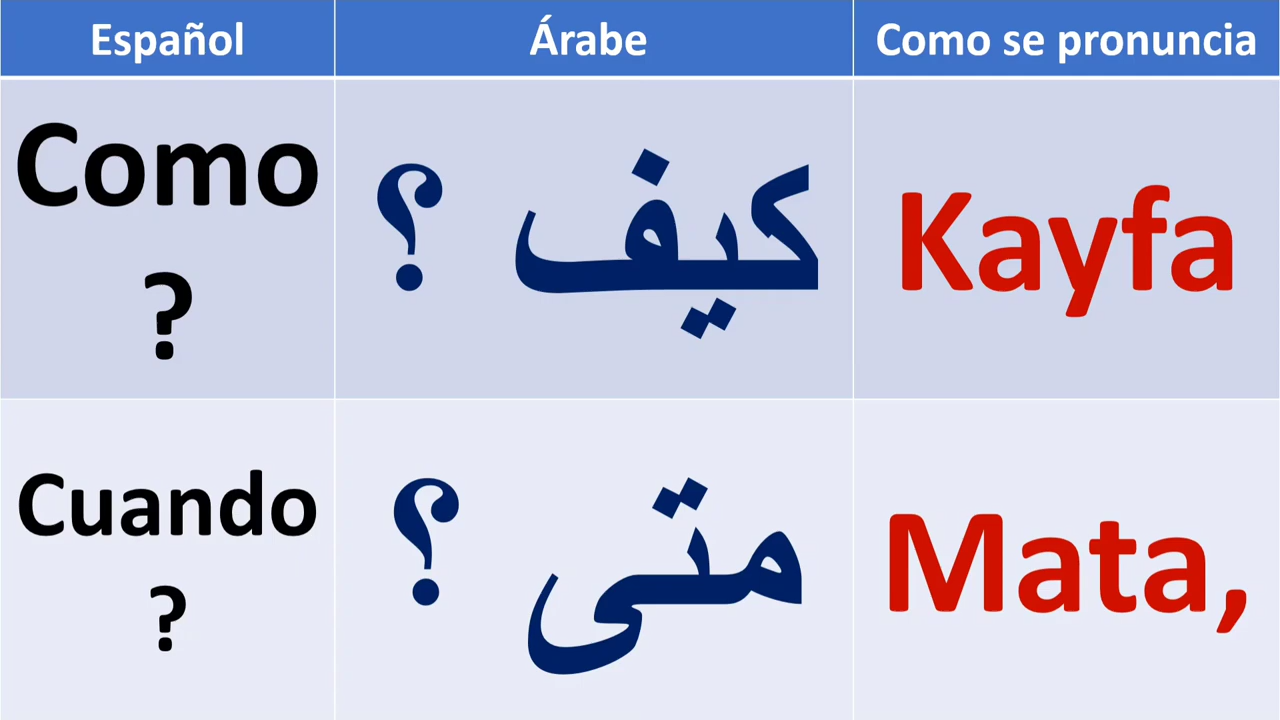 Español
Árabe
Como se pronuncia
Como
?
كيف ؟
Kayfa
Cuando
?
متى ؟
Mata,